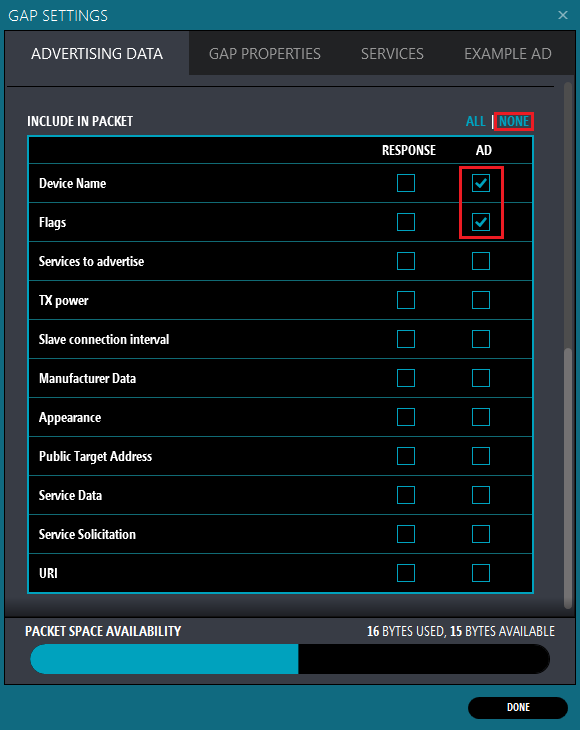 GAP SETTINGS
ADVERTISING DATA GAP PROPERTIES SERVICES EXAMPLE AD
INCLUDE IN PACKET ALL | NONE
RESPONSE AD
Device Name
Flags
Services to advertise
TX power
Slave connection interval
Manufacturer Data
Appearance
Public Target Address
Service Data
Service Solicitation
URI
PACKET SPACE AVAILABILITY 16 BYTES USED, 15 BYTES AVAILABLE
DONE